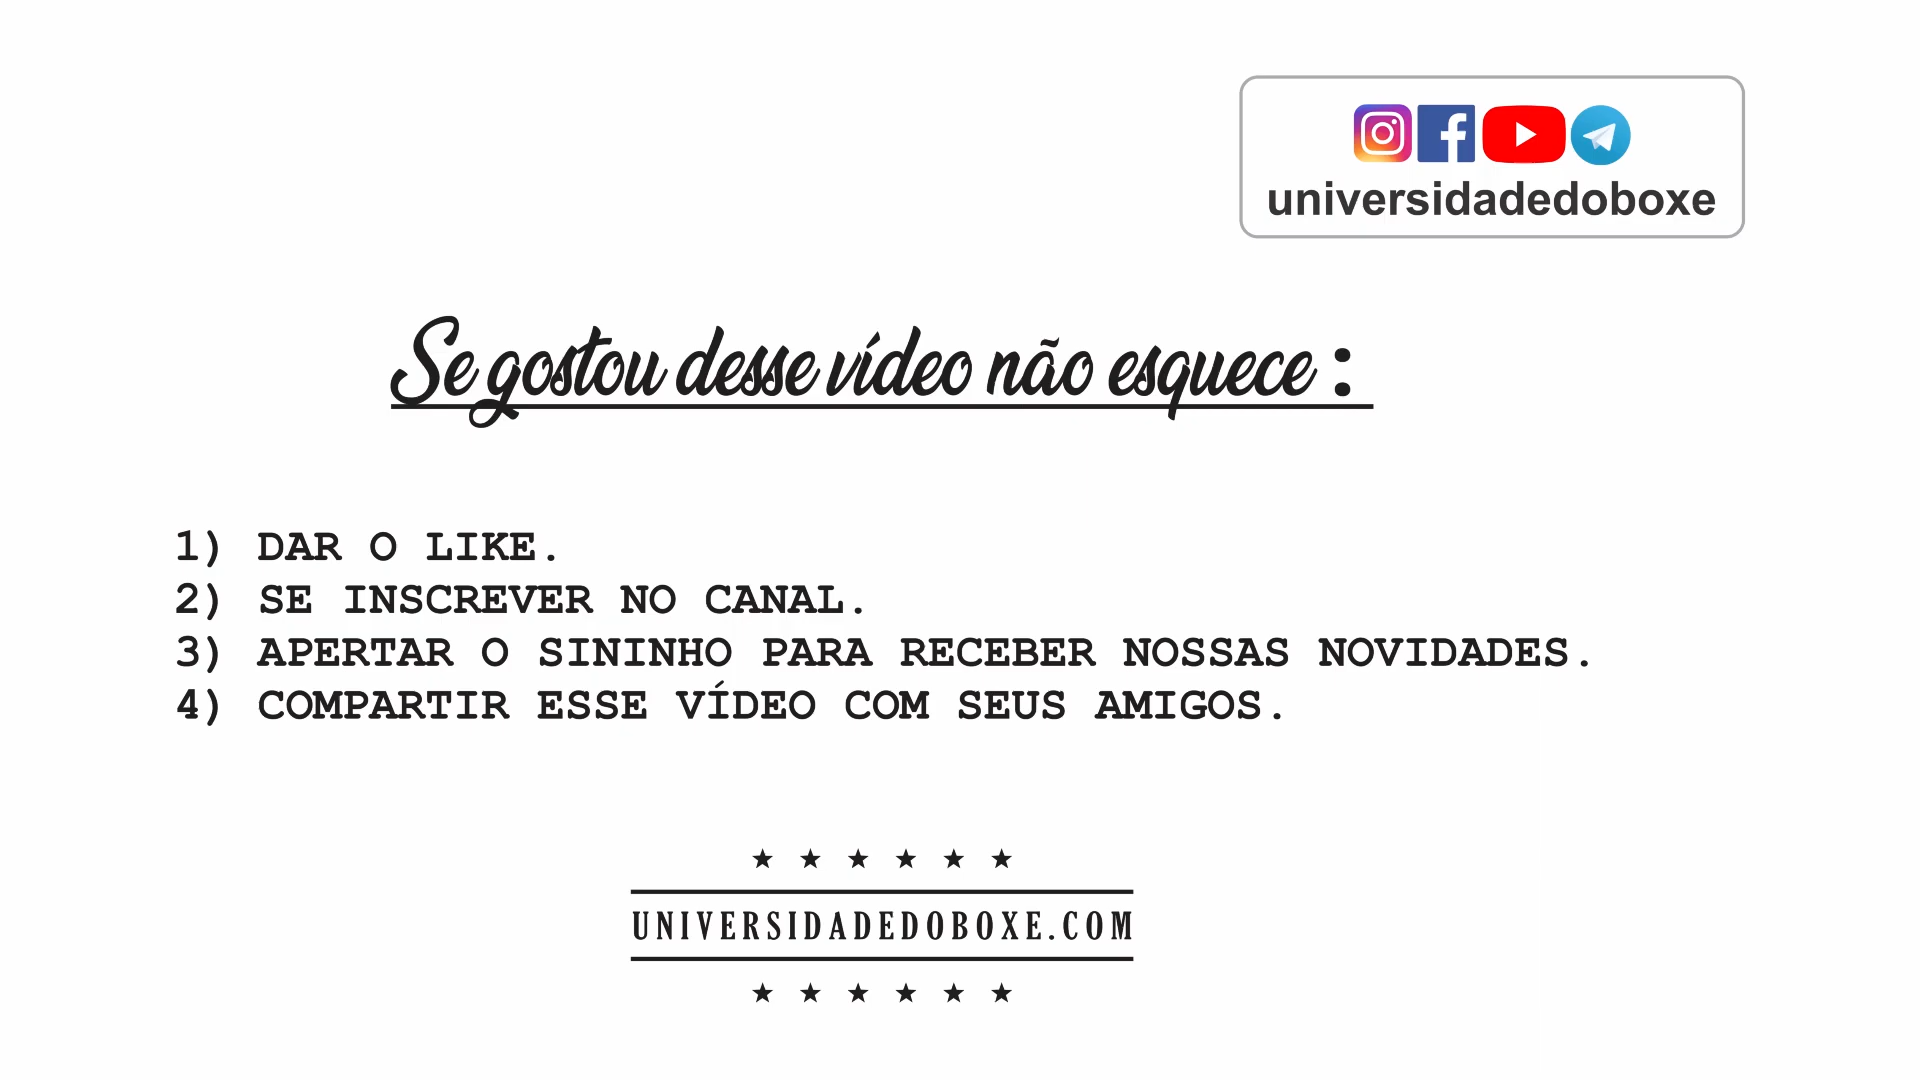 universidadedoboxe
Se gostou desse vídeo não esquece :
1) DAR O LIKE.
2) SE INSCREVER NO CANAL.
3) APERTAR O SININHO PARA RECEBER NOSSAS NOVIDADES.
4) COMPARTIR ESSE VÍDEO COM SEUS AMIGOS.
UNIVERSIDADEDOBOXE.COM